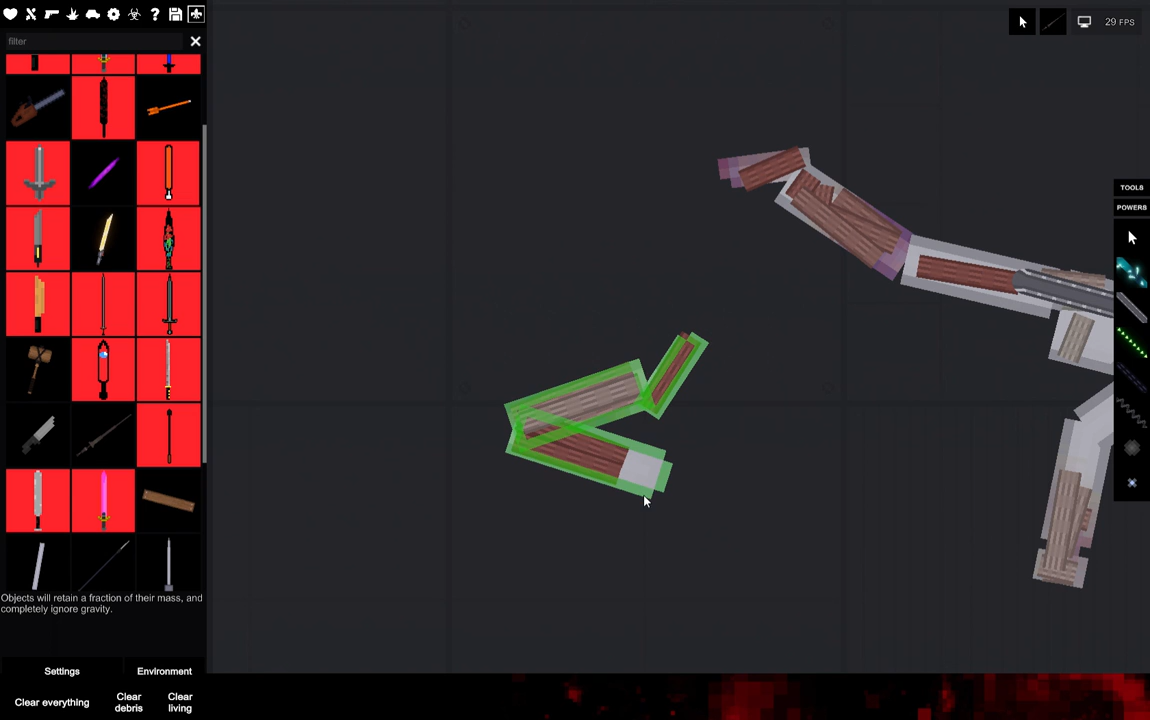 ?
29 FPS
filter
TOOLS
POWERS
Objects will retain a fraction of their mass, and
completely ignore gravity.
Settings
Environment
Clear everything
Clear
debris
Clear
living